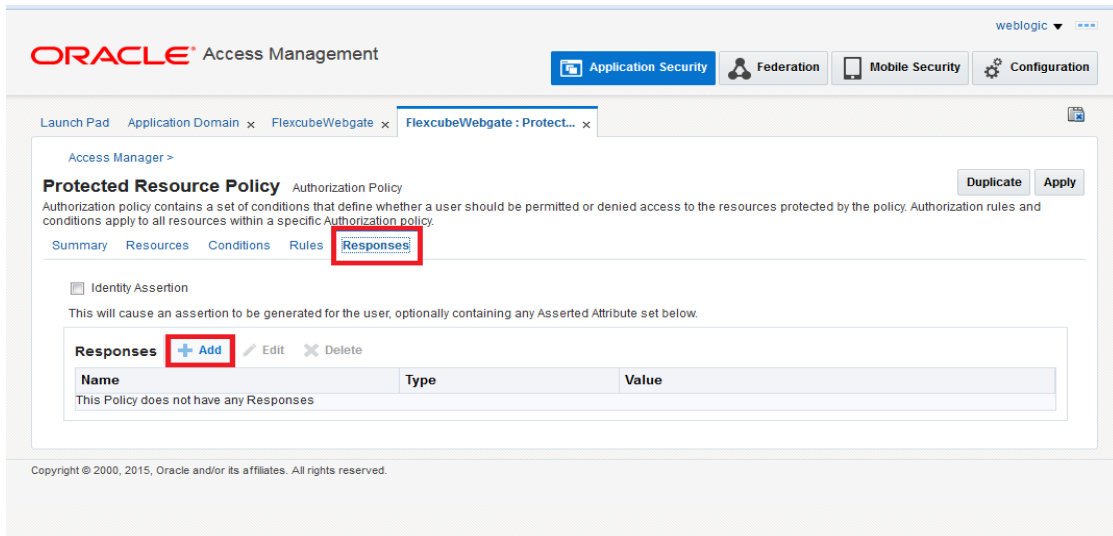 weblogic
ORACLE Access Management
Application Security Federation Mobile Security Configuration
Launch Pad Application Domain FlexcubeWebgate FlexcubeWebgate : Protect...
Access Manager >
Protected Resource Policy Authorization Policy
Duplicate Apply
Authorization policy contains a set of conditions that define whether a user should be permitted or denied access to the resources protected by the policy. Authorization rules and
conditions apply to all resources within a specific Authorization policy.
Summary Resources Conditions Rules Responses
Identity Assertion
This will cause an assertion to be generated for the user, optionally containing any Asserted Attribute set below.
Responses Add Edit Delete
Name Type Value
This Policy does not have any Responses
Copyright © 2000, 2015, Oracle and/or its affiliates. All rights reserved.